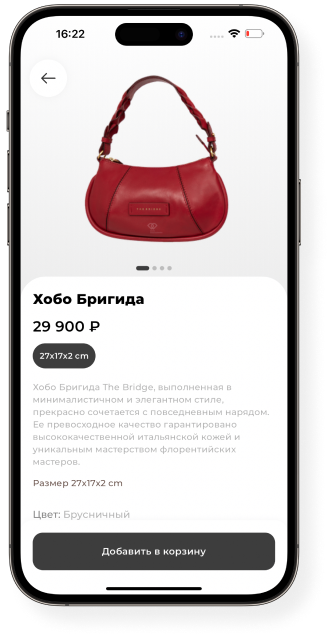 16:22
THE BRIDGE
Хобо Бригида
29 900 ₽
27x17x2 cm
Хобо Бригида The Bridge, выполненная в
минималистичном и элегантном стиле,
прекрасно сочетается с повседневным нарядом.
Ее превосходное качество гарантировано
высококачественной итальянской кожей и
уникальным мастерством флорентийских
мастеров.
Размер 27x17x2 cm
Цвет: Брусничный
Добавить в корзину